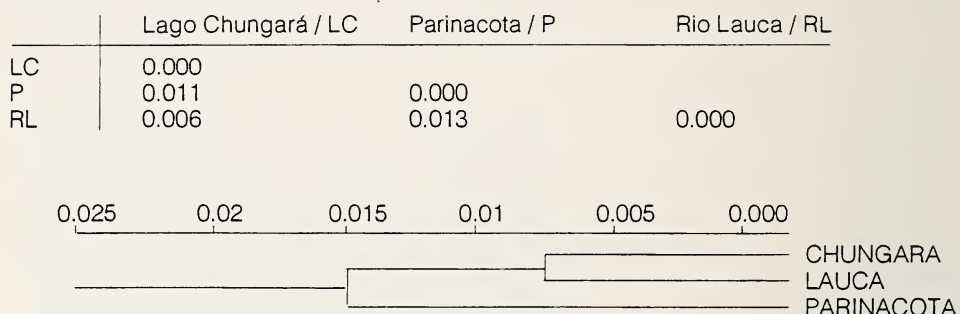 Lago Chungará / LC Parinacota / P Rio Lauca / RL
LC 0.000
P 0.011 0.000
RL 0.006 0.013 0.000
0.025 0.02 0.015 0.01 0.005 0.000
CHUNGARA
LAUCA
PARINACOTA